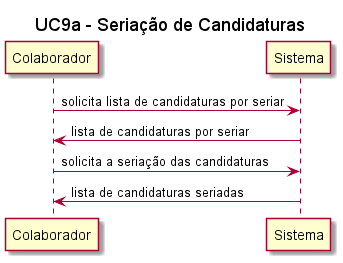 UC9a - Seriação de Candidaturas
Colaborador
Sistema
solicita lista de candidaturas por seriar
lista de candidaturas por seriar
solicita a seriação das candidaturas
lista de candidaturas seriadas
Colaborador
Sistema